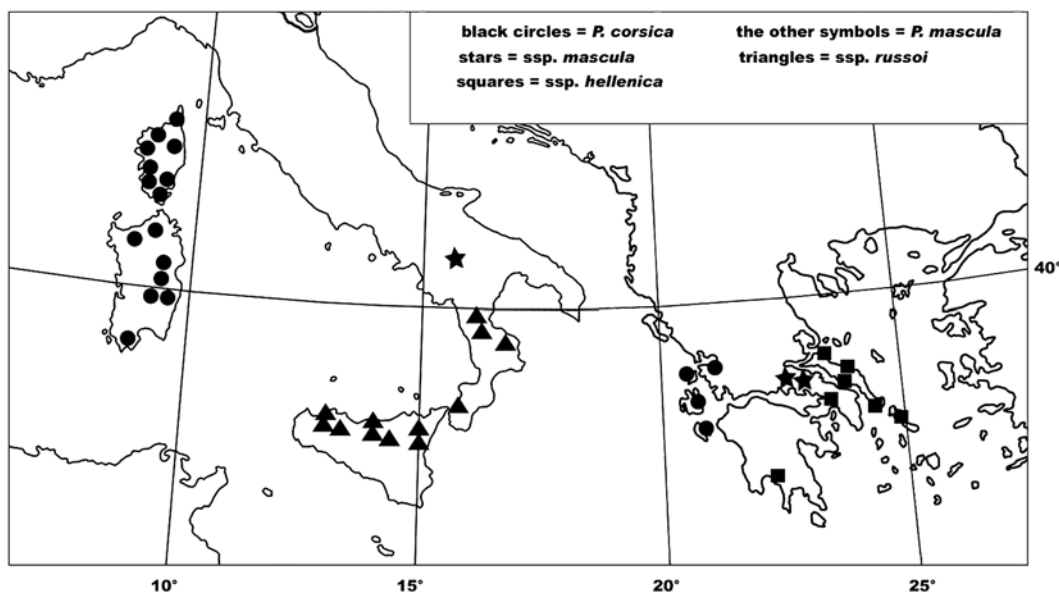 black circles = P. corsica the other symbols = P. mascula
stars = ssp. mascula triangles = ssp. russoi
squares = ssp. hellenica
40°
10° 15° 20° 25°